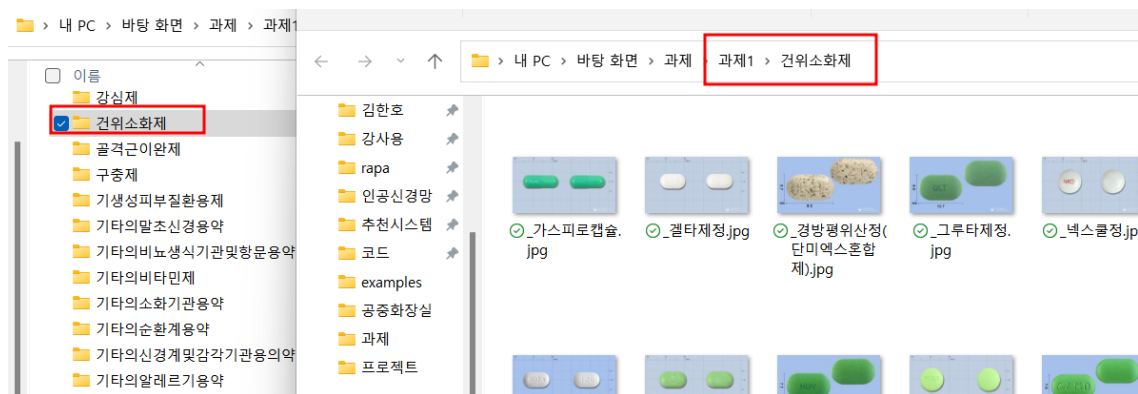 내 PC > 바탕 화면 > 과제 > 과제1
이름
강심제
건위소화제
골격근이완제
구충제
기생성피부질환용제
기타의말초신경용약
기타의비뇨생식기관및항문용약
기타의비타민제
기타의소화기관용약
기타의순환계용약
기타의신경계및감각기관용의약
기타의알레르기용약
내 PC > 바탕 화면 > 과제 > 과제1 > 건위소화제
김한호
강사용
rapa
인공신경망
추천시스템
코드
examples
공중화장실
과제
프로젝트
_가스피로캡슐.
jpg
_겔타제정.jpg
_경방평위산정(
단미엑스혼합
제).jpg
_그루타제정.
jpg
_넥스쿨정.jp